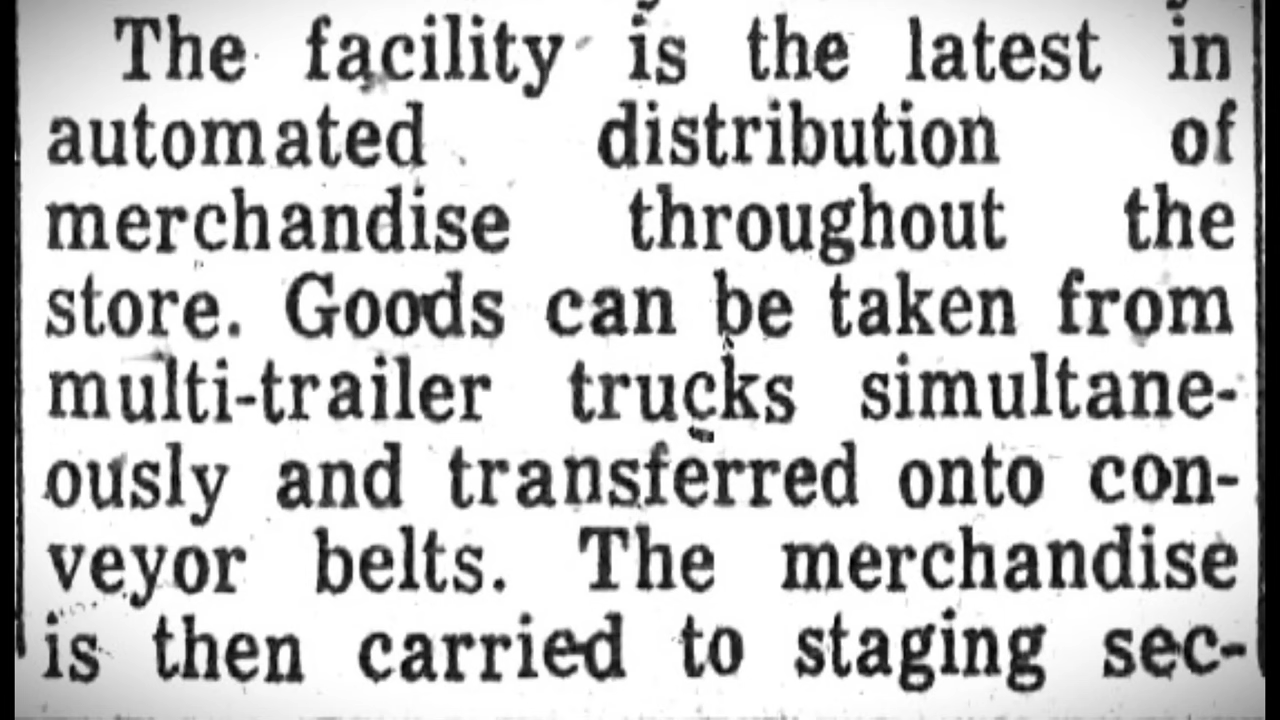 The facility is the latest in
automated distribution of
merchandise throughout the
store. Goods can be taken from
multi-trailer trucks simultane-
ously and transferred onto con-
veyor belts. The merchandise
is then carried to staging sec-